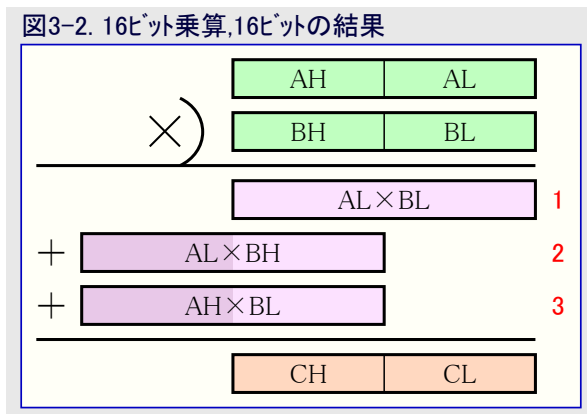 図3-2. 16ﾋﾞｯﾄ乗算,16ﾋﾞｯﾄの結果
AH AL
×) BH BL
AL×BL 1
+ AL×BH 2
+ AH×BL 3
CH CL